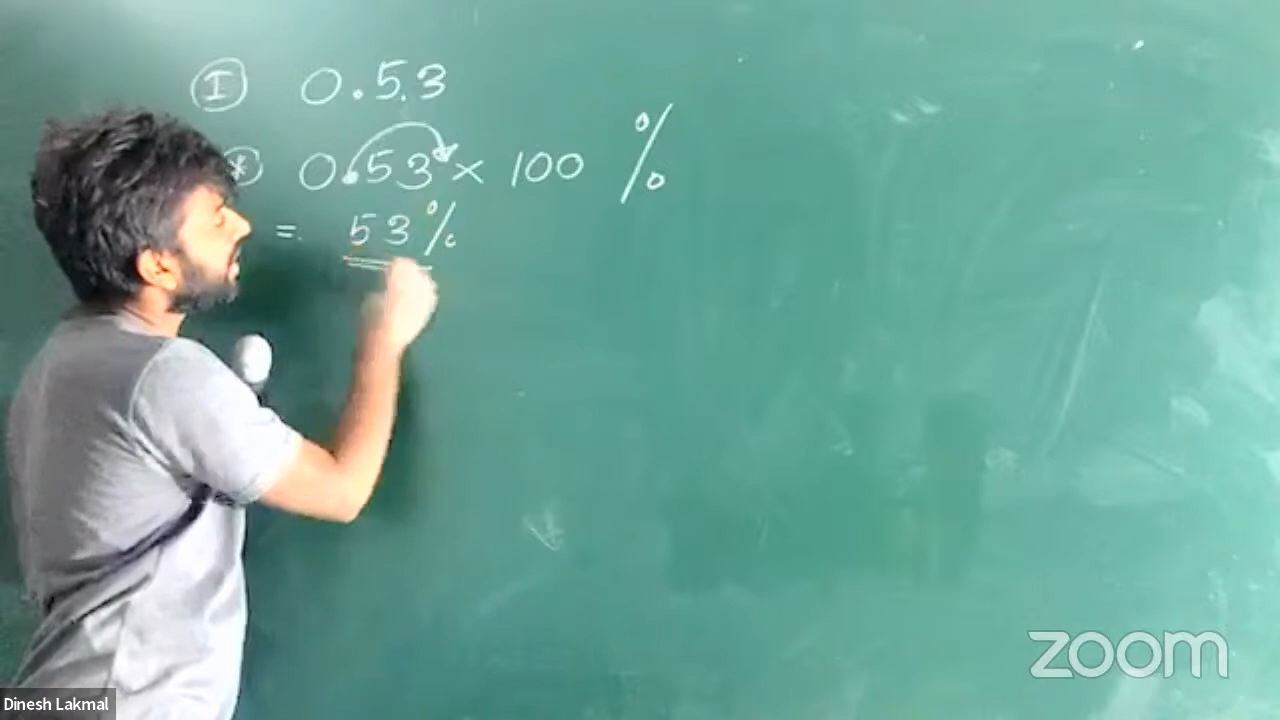 I 0.53
* 0.53 × 100 %
= 53%
zoom
Dinesh Lakmal